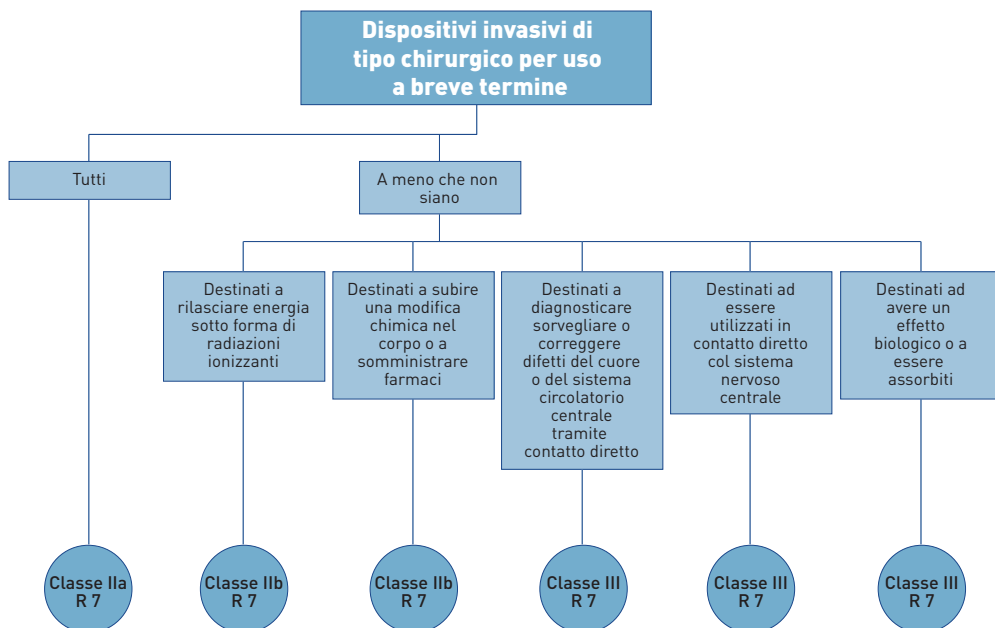 Dispositivi invasivi di
tipo chirurgico per uso
a breve termine
Tutti
A meno che non
siano
Destinati a
rilasciare energia
sotto forma di
radiazioni
ionizzanti
Destinati a subire
una modifica
chimica nel
corpo o a
somministrare
farmaci
Destinati a
diagnosticare
sorvegliare o
correggere
difetti del cuore
o del sistema
circolatorio
centrale
tramite
contatto diretto
Destinati ad
essere
utilizzati in
contatto diretto
col sistema
nervoso
centrale
Destinati ad
avere un
effetto
biologico o a
essere
assorbiti
Classe IIa
R 7
Classe IIb
R 7
Classe IIb
R 7
Classe III
R 7
Classe III
R 7
Classe III
R 7